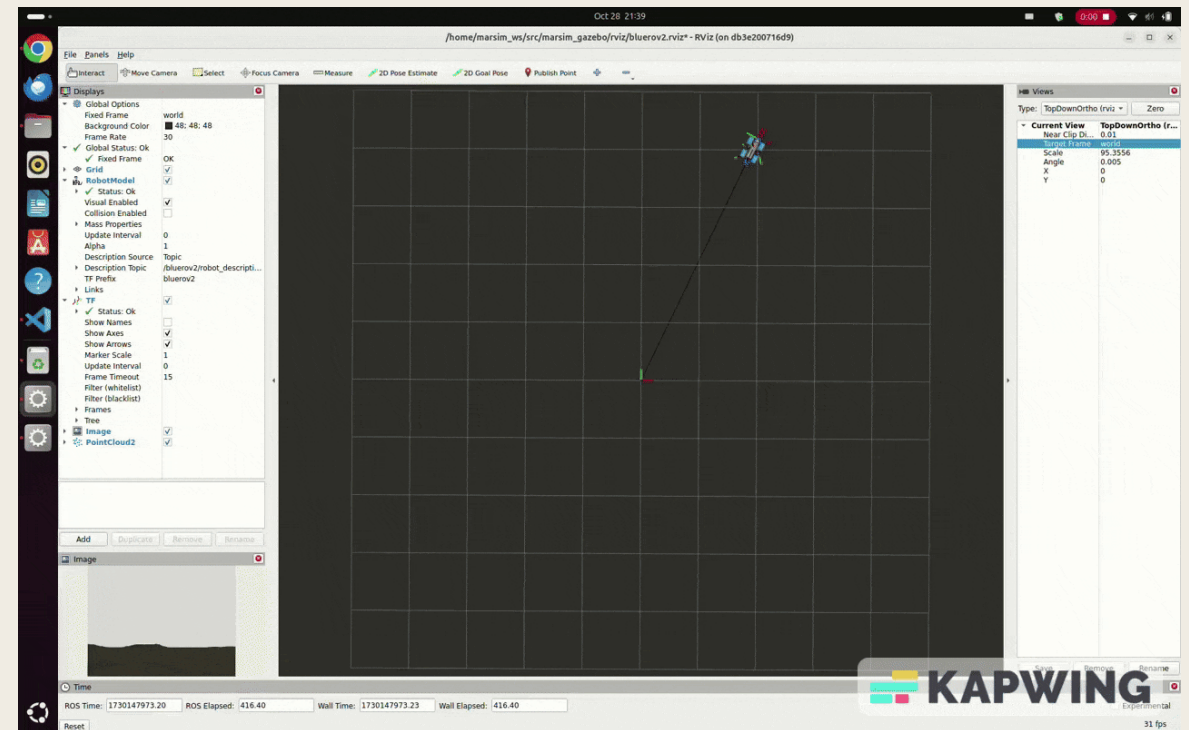 Oct 28 21:39
0:00
/home/marsim_ws/src/marsim_gazebo/rviz/bluerov2.rviz* - RViz (on db3e200716d9)
File Panels Help
Interact Move Camera Select Focus Camera Measure 2D Pose Estimate 2D Goal Pose Publish Point
Displays
Global Options
Fixed Frame world
Background Color 48; 48; 48
Frame Rate 30
Global Status: Ok
Fixed Frame OK
Grid
RobotModel
Status: Ok
Visual Enabled
Collision Enabled
Mass Properties
Update Interval 0
Alpha 1
Description Source Topic
Description Topic /bluerov2/robot_descripti...
TF Prefix bluerov2
Links
TF
Status: Ok
Show Names
Show Axes
Show Arrows
Marker Scale 1
Update Interval 0
Frame Timeout 15
Filter (whitelist)
Filter (blacklist)
Frames
Tree
Image
PointCloud2
Add Duplicate Remove Rename
Image
Views
Type: TopDownOrtho (rviz Zero
Current View TopDownOrtho (r...
Near Clip Di... 0.01
Target Frame world
Scale 95.3556
Angle 0.005
X 0
Y 0
Save Remove Rename
KAPWING
Time
ROS Time: 1730147973.20 ROS Elapsed: 416.40 Wall Time: 1730147973.23 Wall Elapsed: 416.40 Experimental
Reset 31 fps